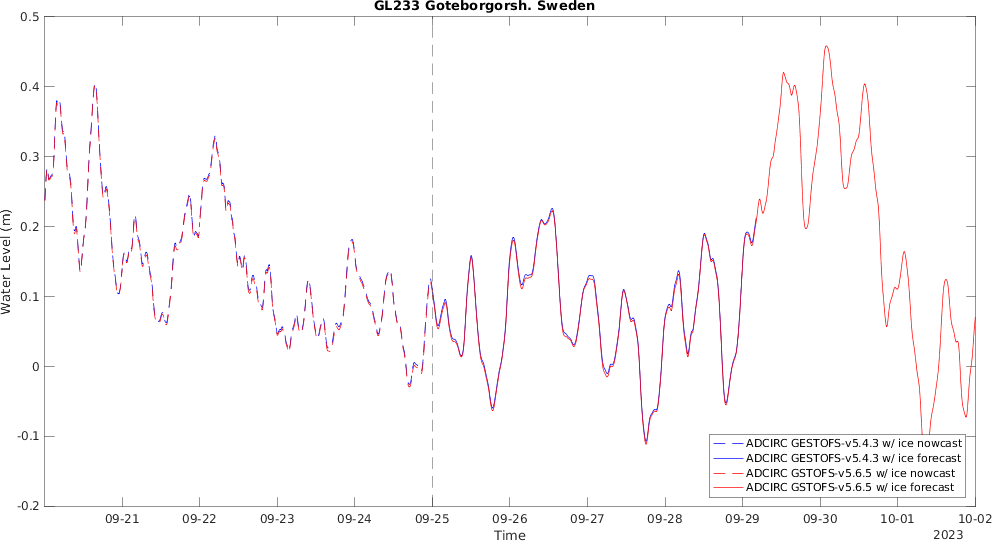 GL233 Goteborgorsh. Sweden
0.5
0.4
0.3
0.2
0.1
0
-0.1
-0.2
Water Level (m)
09-21 09-22 09-23 09-24 09-25 09-26 09-27 09-28 09-29 09-30 10-01 10-02
Time
2023
ADCIRC GESTOFS-v5.4.3 w/ ice nowcast
ADCIRC GESTOFS-v5.4.3 w/ ice forecast
ADCIRC GSTOFS-v5.6.5 w/ ice nowcast
ADCIRC GSTOFS-v5.6.5 w/ ice forecast